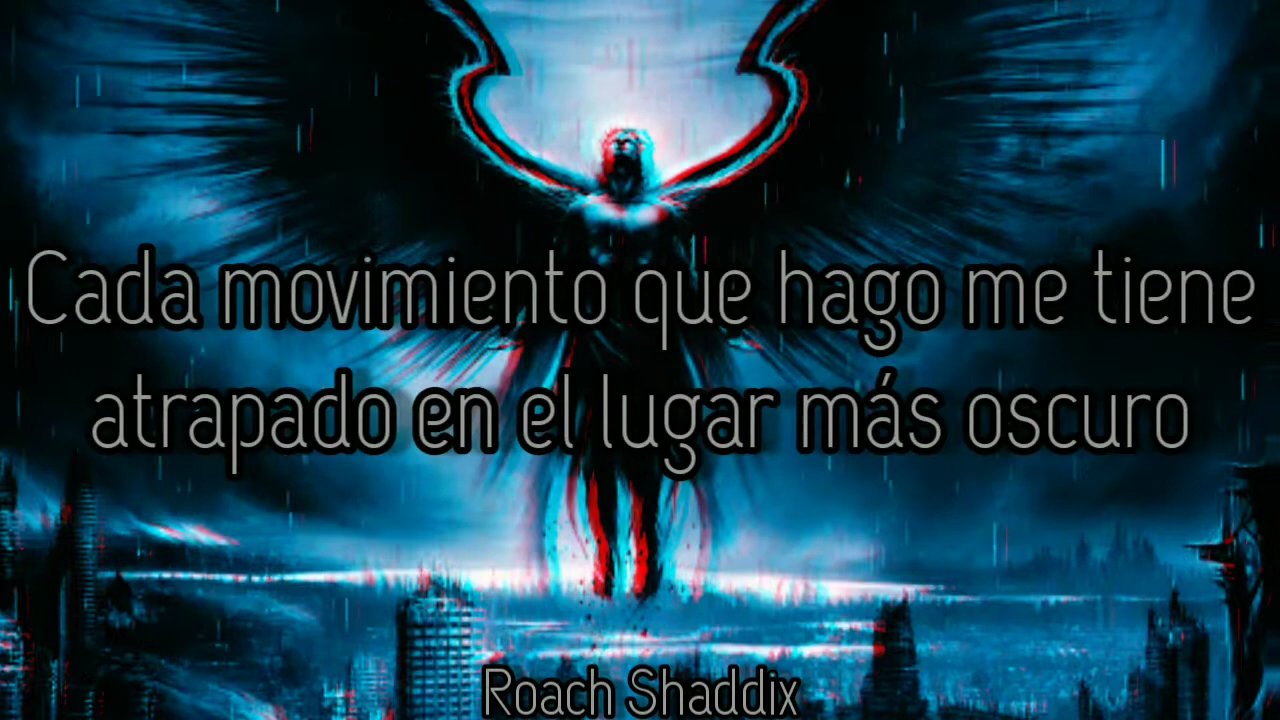 Cada movimiento que hago me tiene
atrapado en el lugar más oscuro
Roach Shaddix